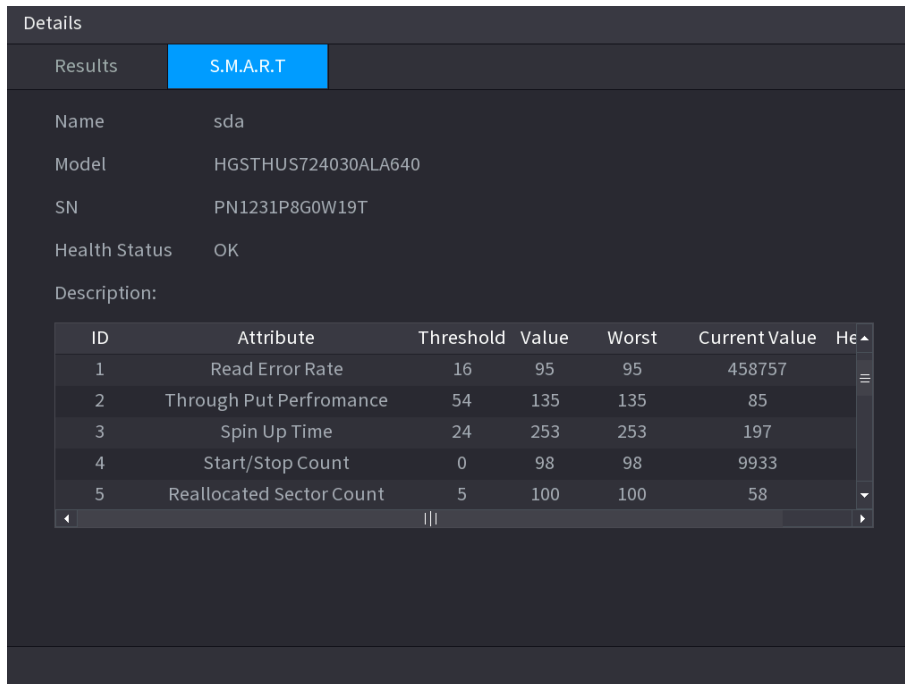 Details
Results S.M.A.R.T
Name sda
Model HGSTHUS724030ALA640
SN PN1231P8G0W19T
Health Status OK
Description:
ID Attribute Threshold Value Worst Current Value He
1 Read Error Rate 16 95 95 458757
2 Through Put Perfromance 54 135 135 85
3 Spin Up Time 24 253 253 197
4 Start/Stop Count 0 98 98 9933
5 Reallocated Sector Count 5 100 100 58